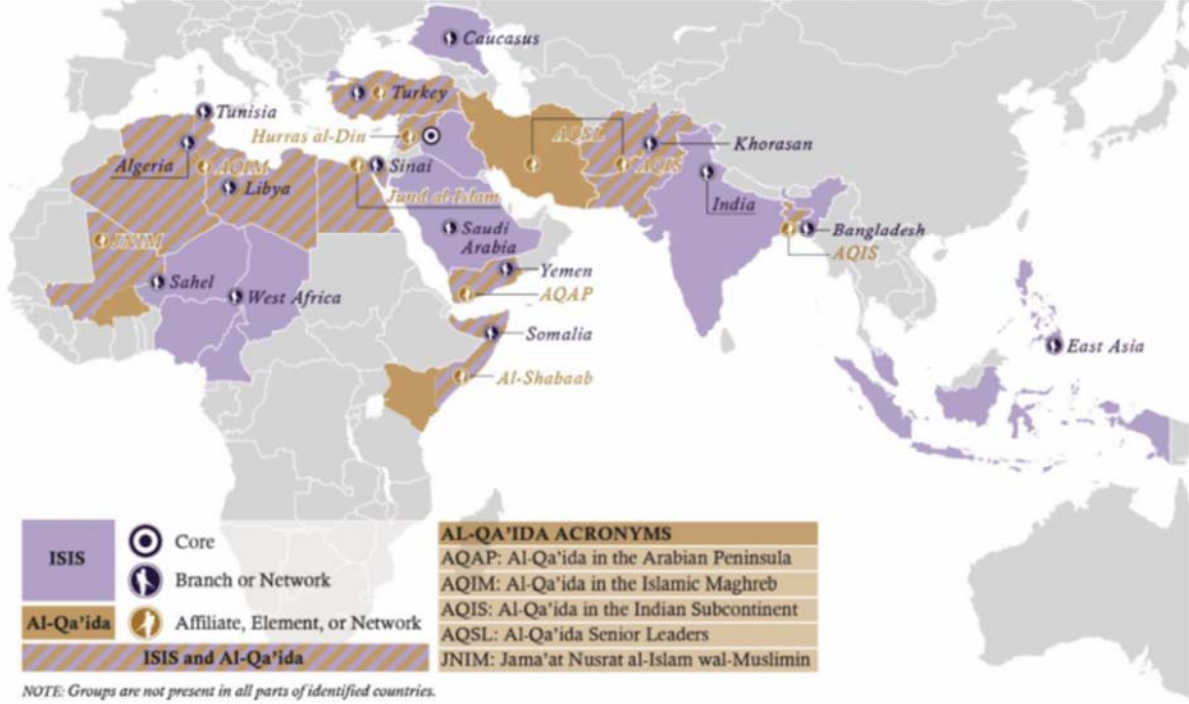 Caucasus
Tunisia
Turkey
Hurras al-Din
AQSL
Khorasan
Algeria
AQIM
Sinai
AQIS
Libya
Jund al-Islam
India
JNIM
Saudi
Arabia
Bangladesh
AQIS
Sahel
West Africa
Yemen
AQAP
Somalia
East Asia
Al-Shabaab
ISIS
Core
Branch or Network
Al-Qa'ida
Affiliate, Element, or Network
ISIS and Al-Qa'ida
AL-QA'IDA ACRONYMS
AQAP: Al-Qa'ida in the Arabian Peninsula
AQIM: Al-Qa'ida in the Islamic Maghreb
AQIS: Al-Qa'ida in the Indian Subcontinent
AQSL: Al-Qa'ida Senior Leaders
JNIM: Jama'at Nusrat al-Islam wal-Muslimin
NOTE: Groups are not present in all parts of identified countries.